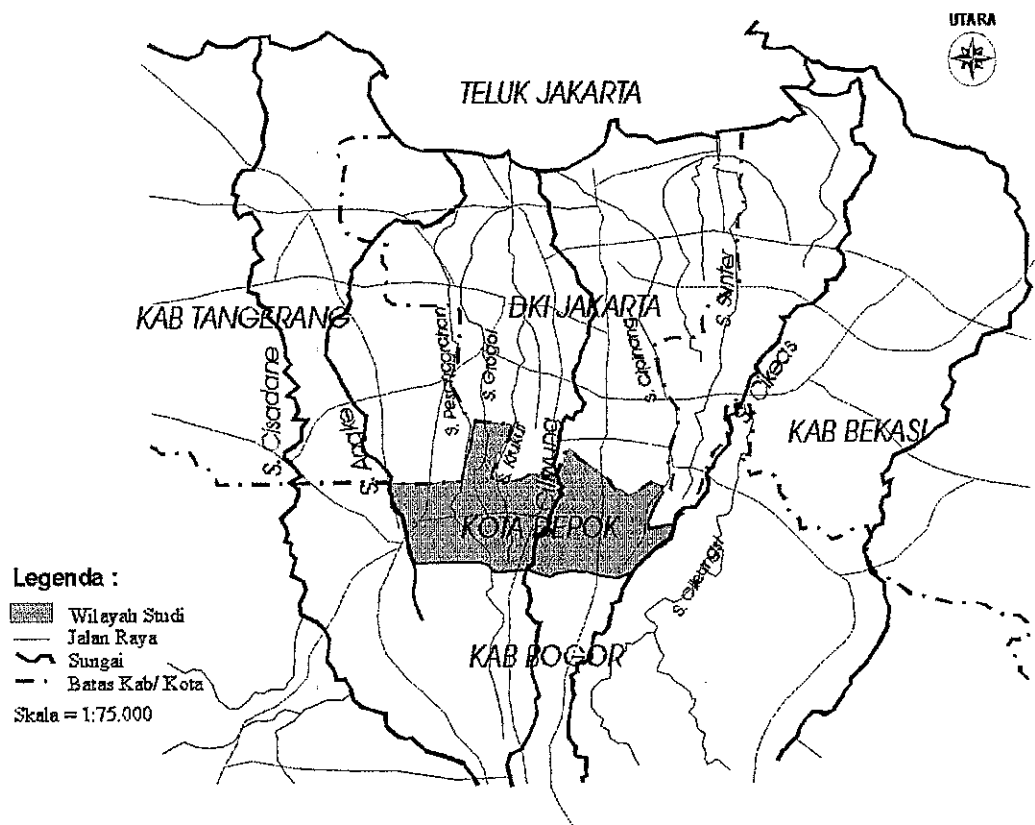 UTARA
TELUK JAKARTA
KAB TANGERANG
DKI JAKARTA
S. Pesanggrahan
S. Grogol
S. Krukut
S. Cipinang
S. Sunter
S. Cikeas
S. Cisadane
S. Angke
CILIWUNG
KAB BEKASI
KOTA DEPOK
S. Cileungsi
KAB BOGOR
Legenda :
Wilayah Studi
Jalan Raya
Sungai
Batas Kab/ Kota
Skala = 1:75.000